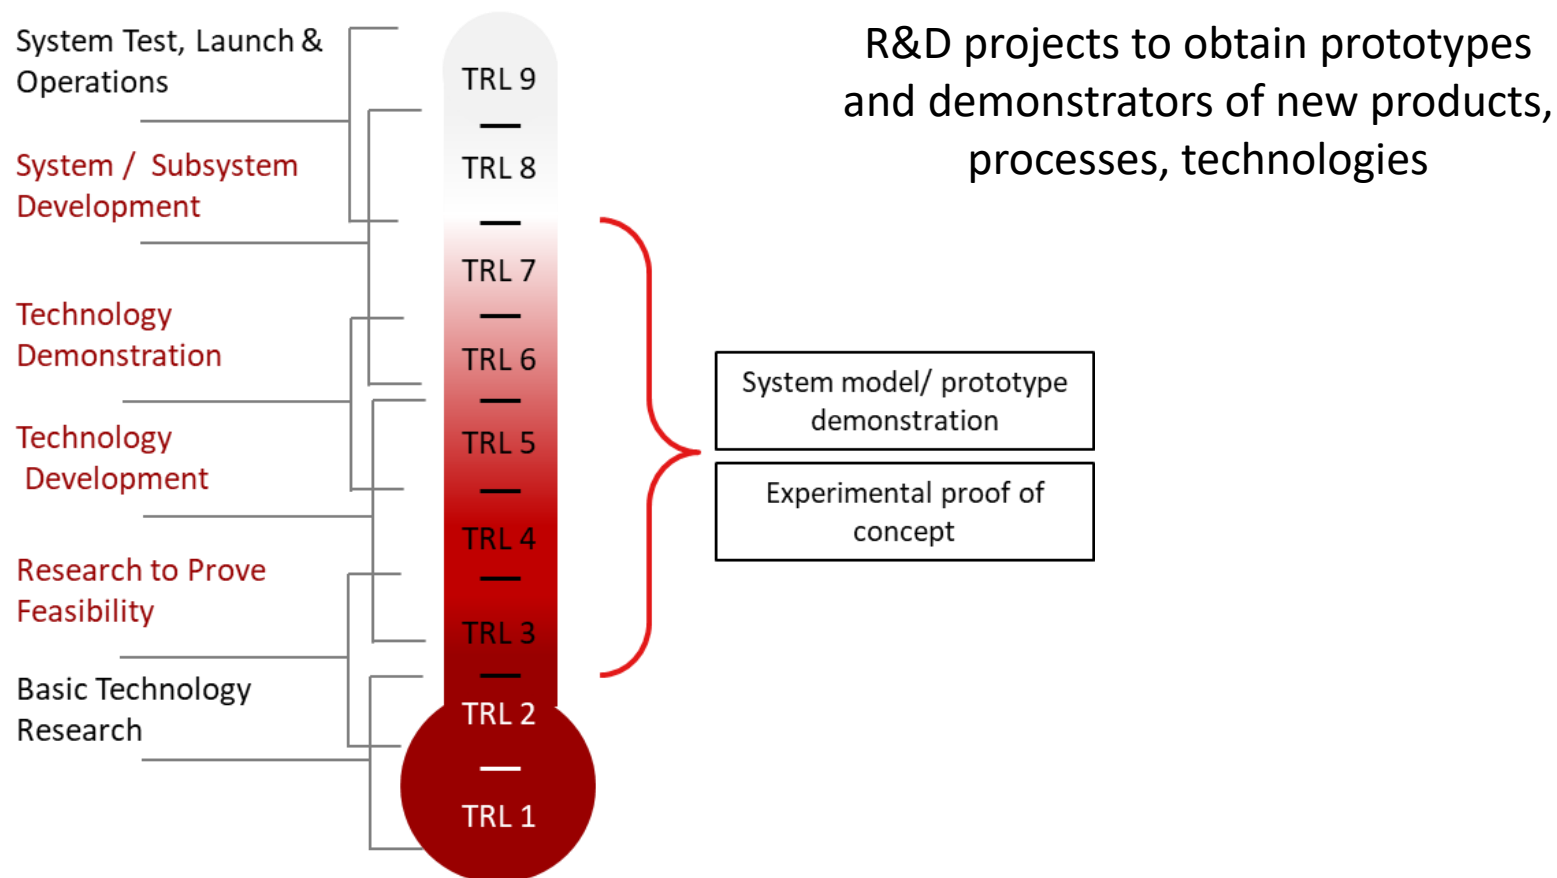 System Test, Launch &
Operations
System / Subsystem
Development
Technology
Demonstration
Technology
Development
Research to Prove
Feasibility
Basic Technology
Research
TRL 9
TRL 8
TRL 7
TRL 6
TRL 5
TRL 4
TRL 3
TRL 2
TRL 1
R&D projects to obtain prototypes
and demonstrators of new products,
processes, technologies
System model/ prototype
demonstration
Experimental proof of
concept